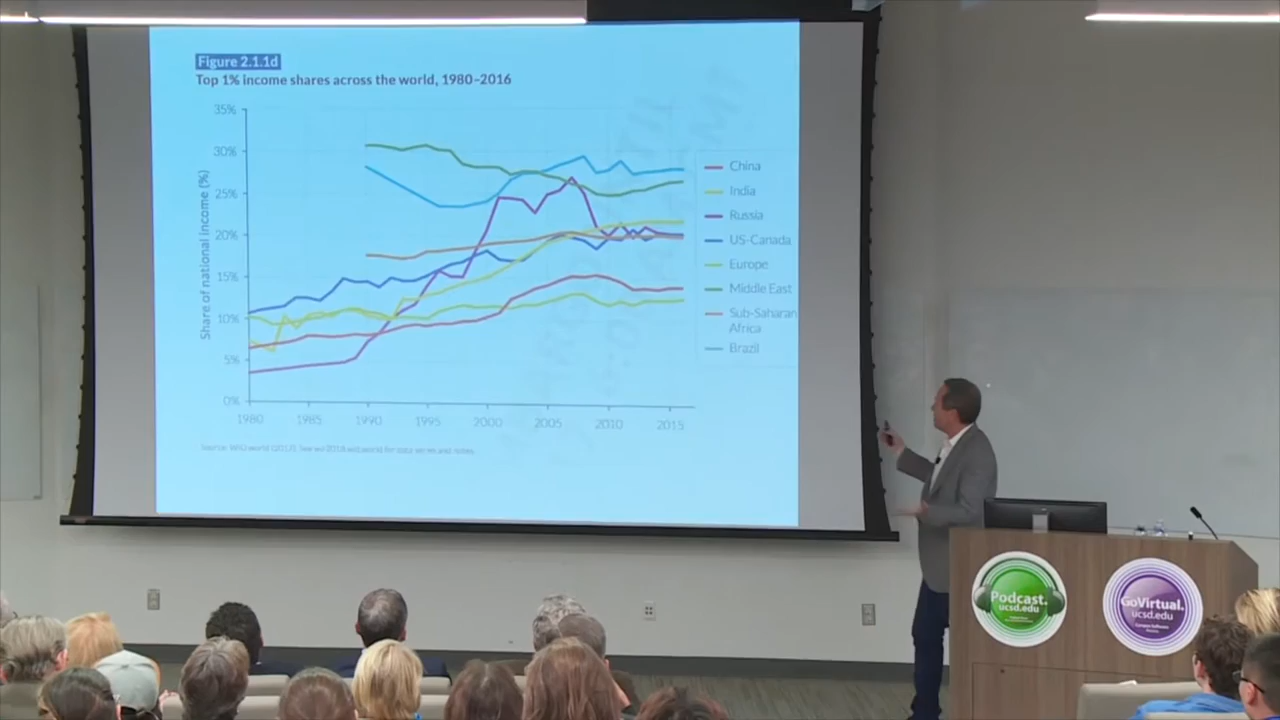 Figure 2.1.1d
Top 1% income shares across the world, 1980–2016
Share of national income (%)
35%
30%
25%
20%
15%
10%
5%
0%
1980 1985 1990 1995 2000 2005 2010 2015
China
India
Russia
US-Canada
Europe
Middle East
Sub-Saharan
Africa
Brazil
Podcast.
ucsd.edu
GoVirtual.
ucsd.edu